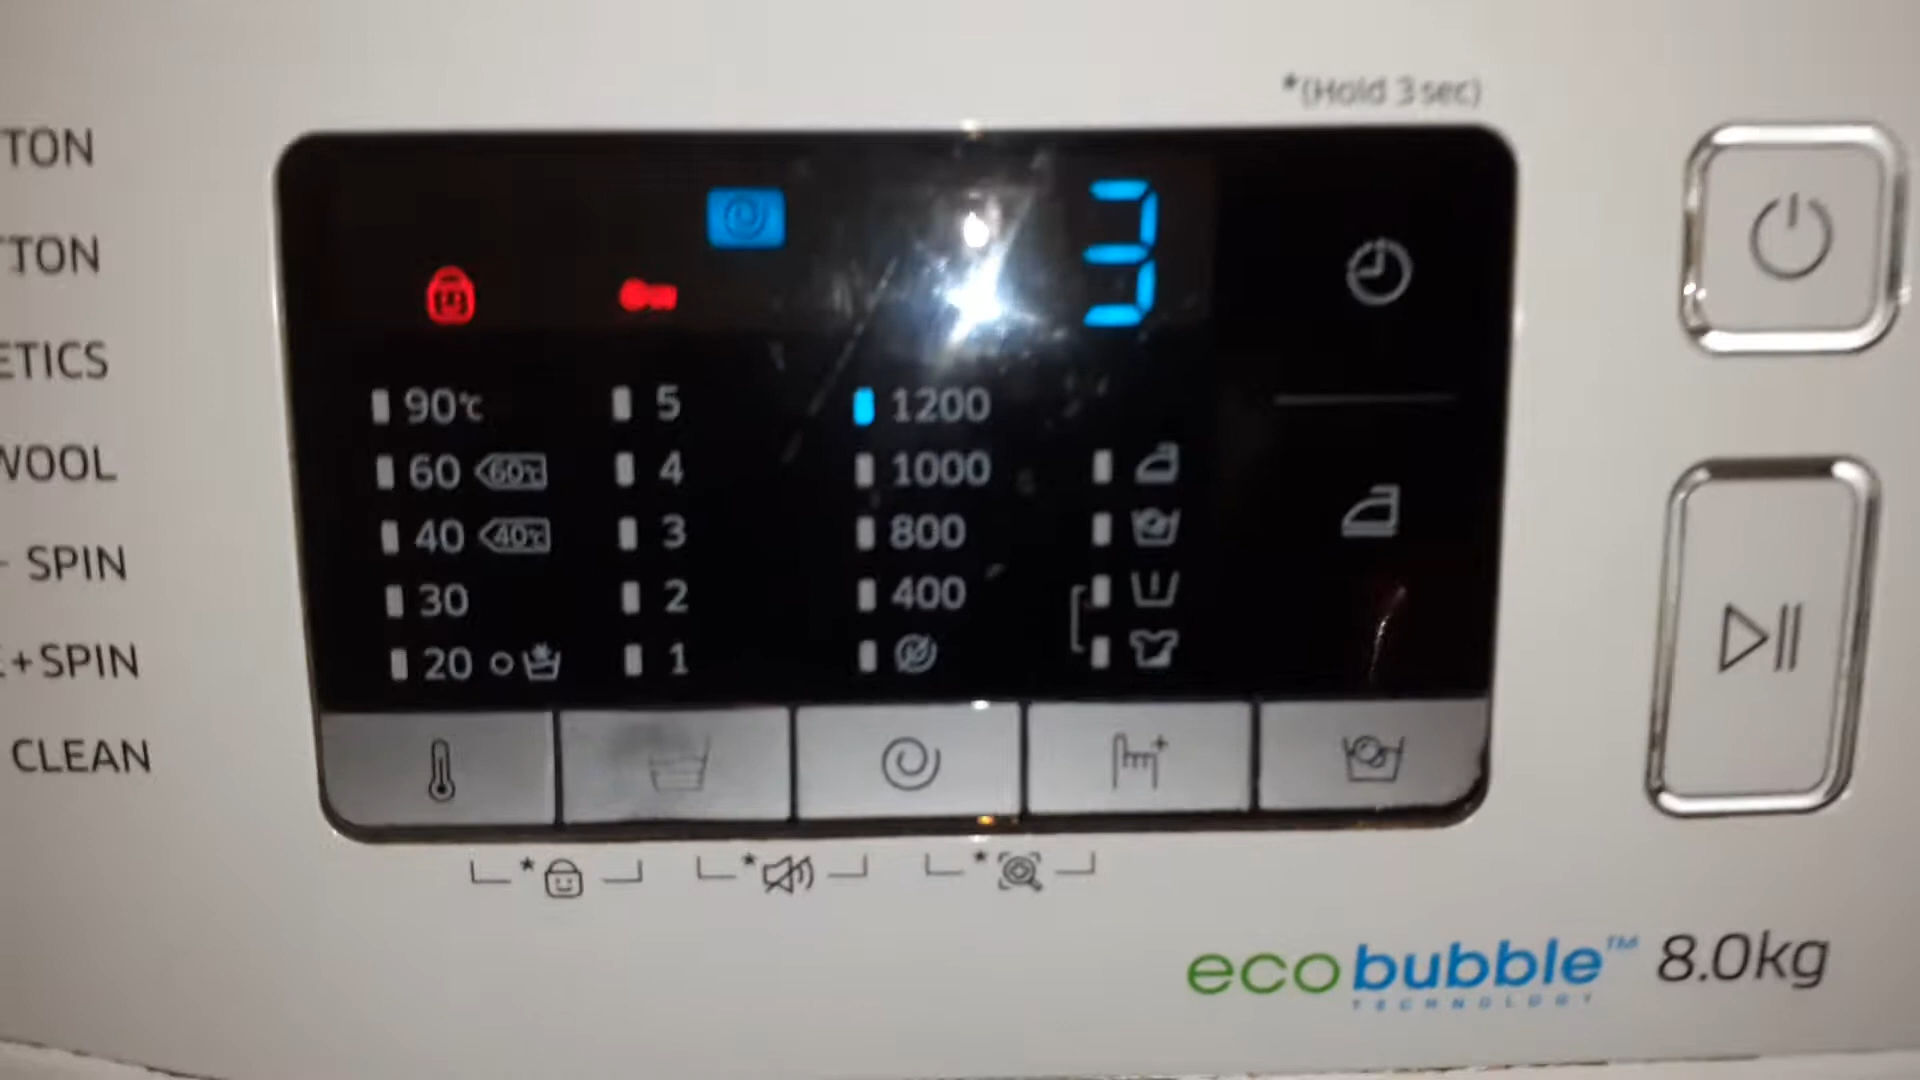 *(Hold 3 sec)
TON
TTON
ETICS
WOOL
+ SPIN
E+SPIN
CLEAN
3
90℃ 5 1200
60 60℃ 4 1000
40 40℃ 3 800
30 2 400
20 1
*
*
*
ecobubble™ 8.0kg
TECHNOLOGY